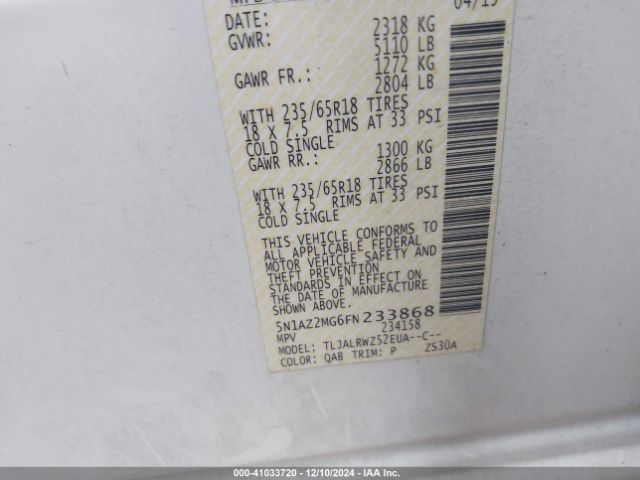 DATE: 04/15
GVWR: 2318 KG
5110 LB
GAWR FR.: 1272 KG
2804 LB
WITH 235/65R18 TIRES
18 X 7.5 RIMS AT 33 PSI
COLD SINGLE
GAWR RR.: 1300 KG
2866 LB
WITH 235/65R18 TIRES
18 X 7.5 RIMS AT 33 PSI
COLD SINGLE
THIS VEHICLE CONFORMS TO
ALL APPLICABLE FEDERAL
MOTOR VEHICLE SAFETY AND
THEFT PREVENTION
STANDARDS IN EFFECT ON
THE DATE OF MANUFACTURE
SHOWN ABOVE.
5N1AZ2MG6FN233868
MPV 234158
MODEL: TLJALRWZ52EUA--C--
COLOR: QAB TRIM: P ZS30A
000-41033720 — 12/10/2024 — IAA Inc.